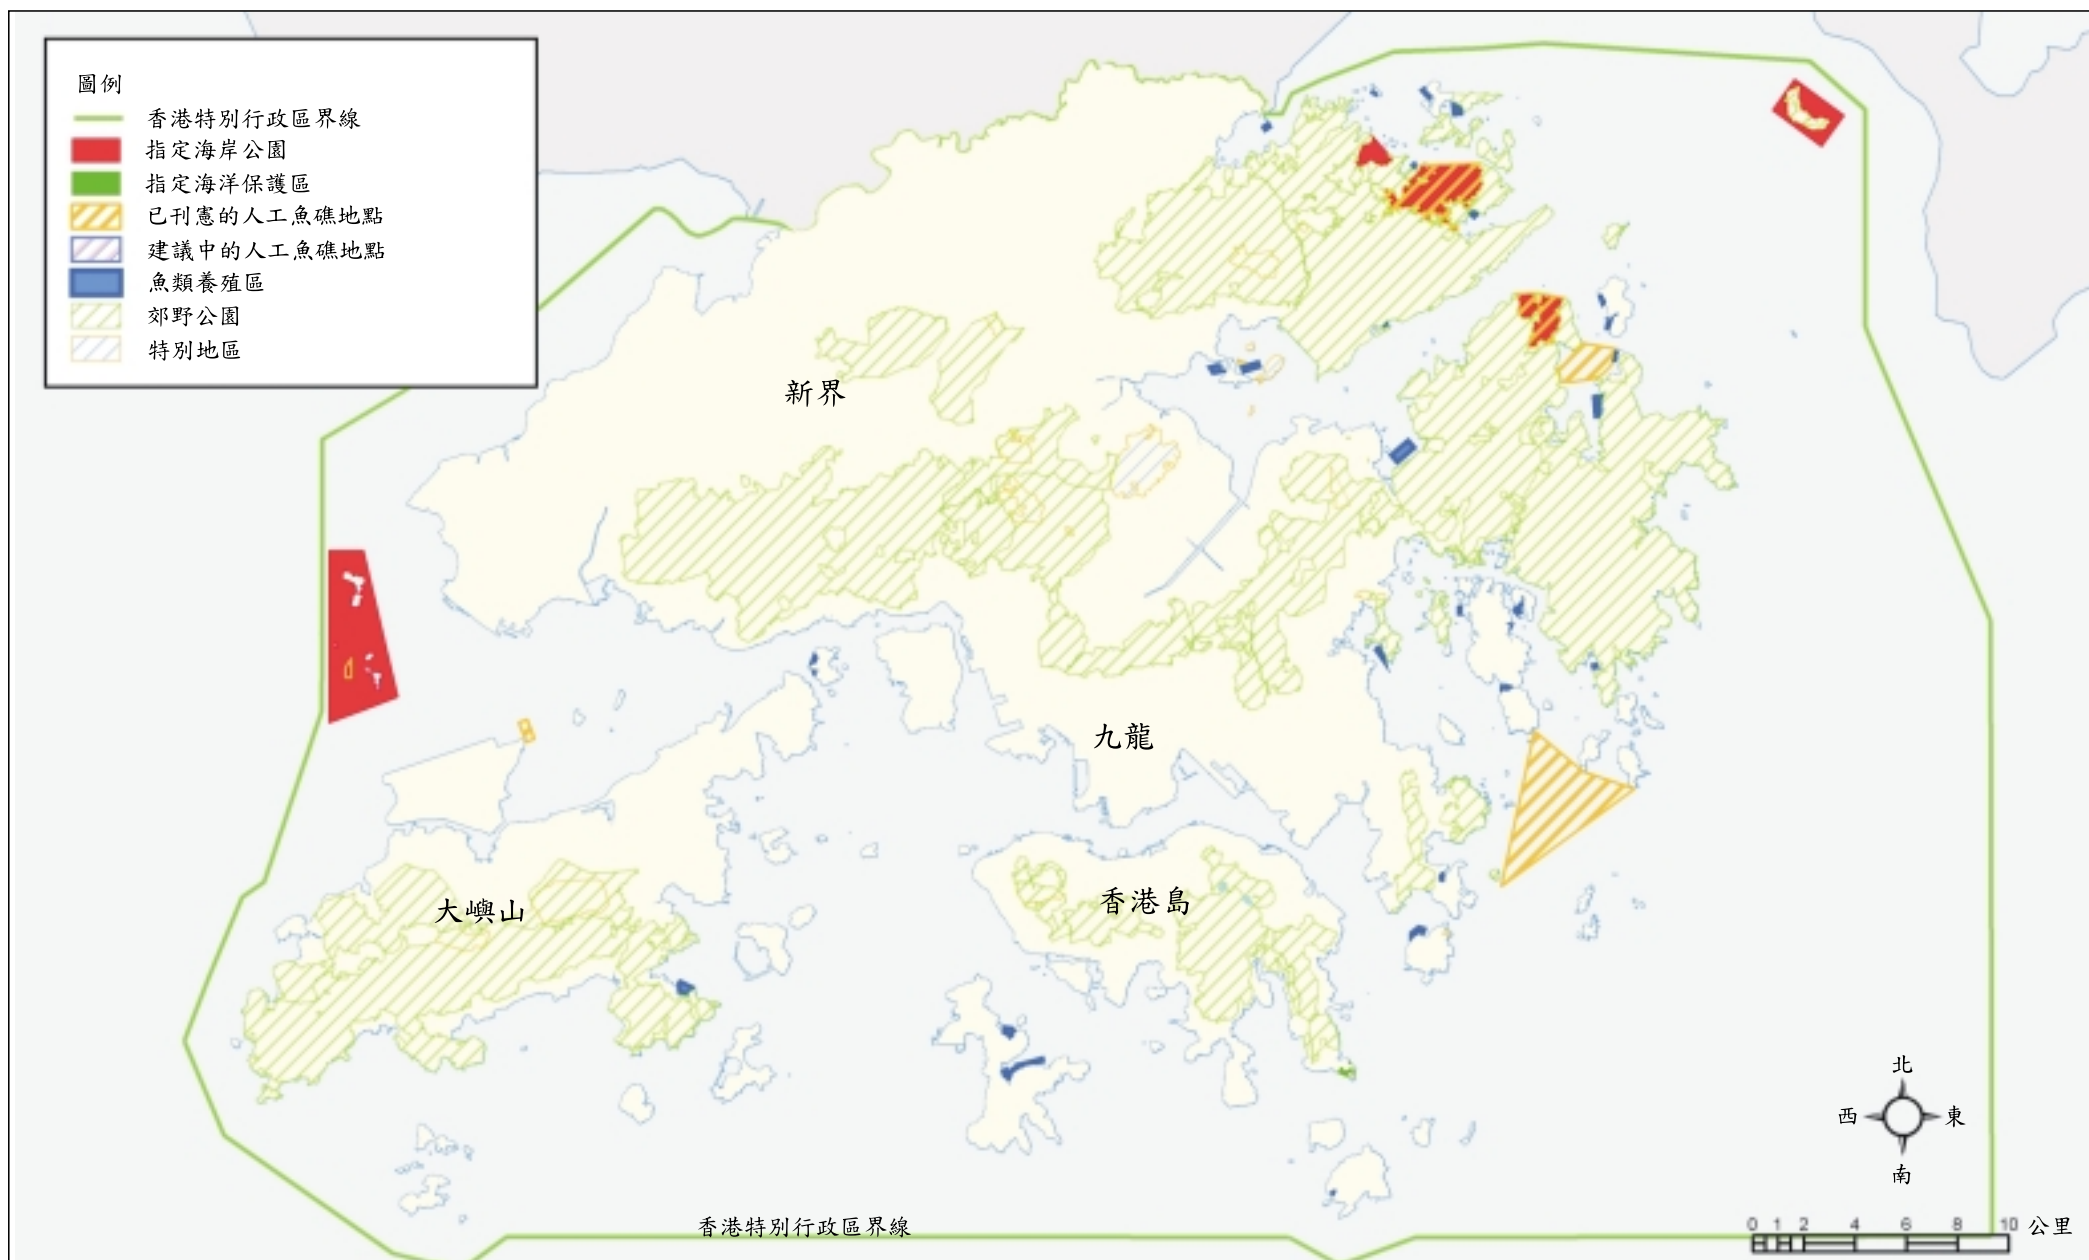 圖例
香港特別行政區界線
指定海岸公園
指定海洋保護區
已刊憲的人工魚礁地點
建議中的人工魚礁地點
魚類養殖區
郊野公園
特別地區
新界
九龍
香港島
大嶼山
北
西 東
南
香港特別行政區界線
0 1 2 4 6 8 10 公里